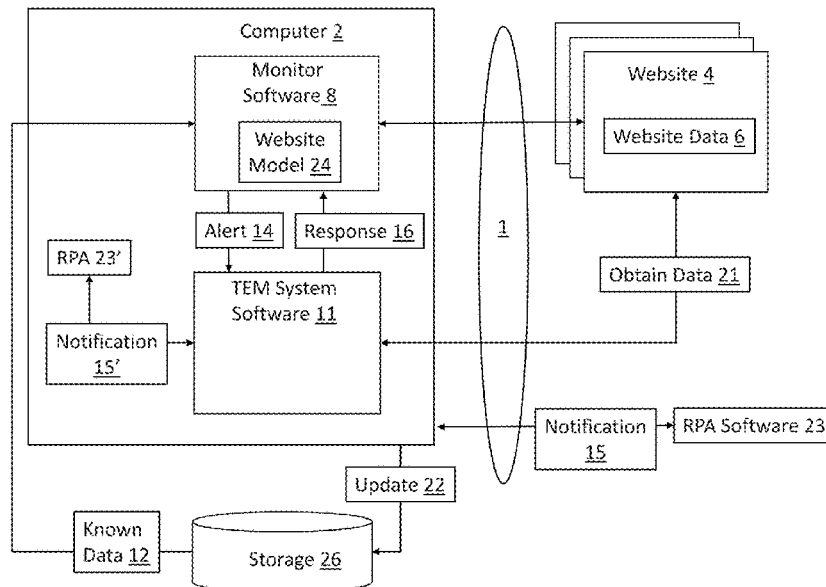 Computer 2
Monitor
Software 8
Website
Model 24
Website 4
Website Data 6
Alert 14
Response 16
1
RPA 23'
TEM System
Software 11
Obtain Data 21
Notification
15'
Notification
15
RPA Software 23
Update 22
Known
Data 12
Storage 26